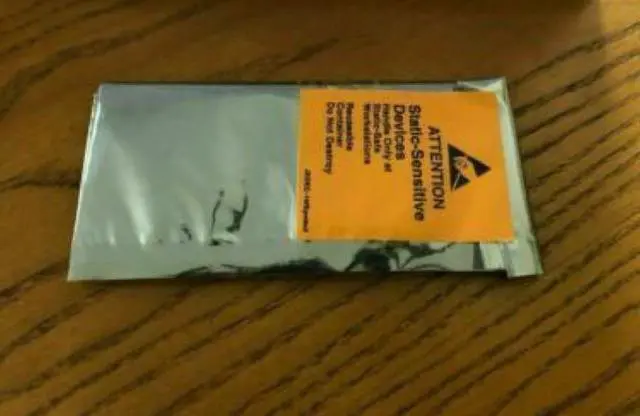 ATTENTION
Static-Sensitive
Devices
Handle Only at
Static-Safe
Workstations
Reusable
Container
Do Not Destroy